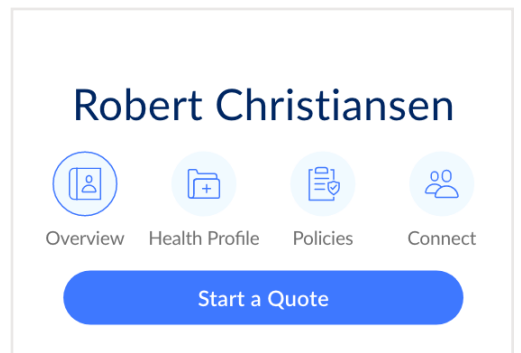 Robert Christiansen
Overview Health Profile Policies Connect
Start a Quote